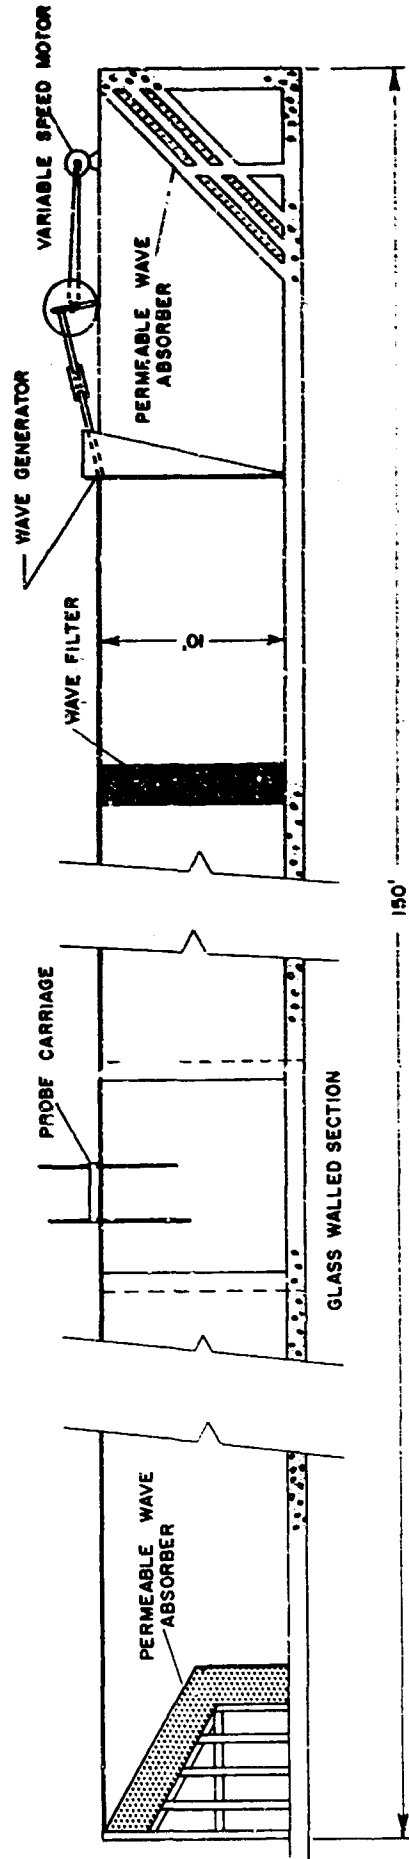 VARIABLE SPEED MOTOR
WAVE GENERATOR
PERMEABLE WAVE
ABSORBER
WAVE FILTER
10'
PROBE CARRIAGE
GLASS WALLED SECTION
150'
PERMEABLE WAVE
ABSORBER